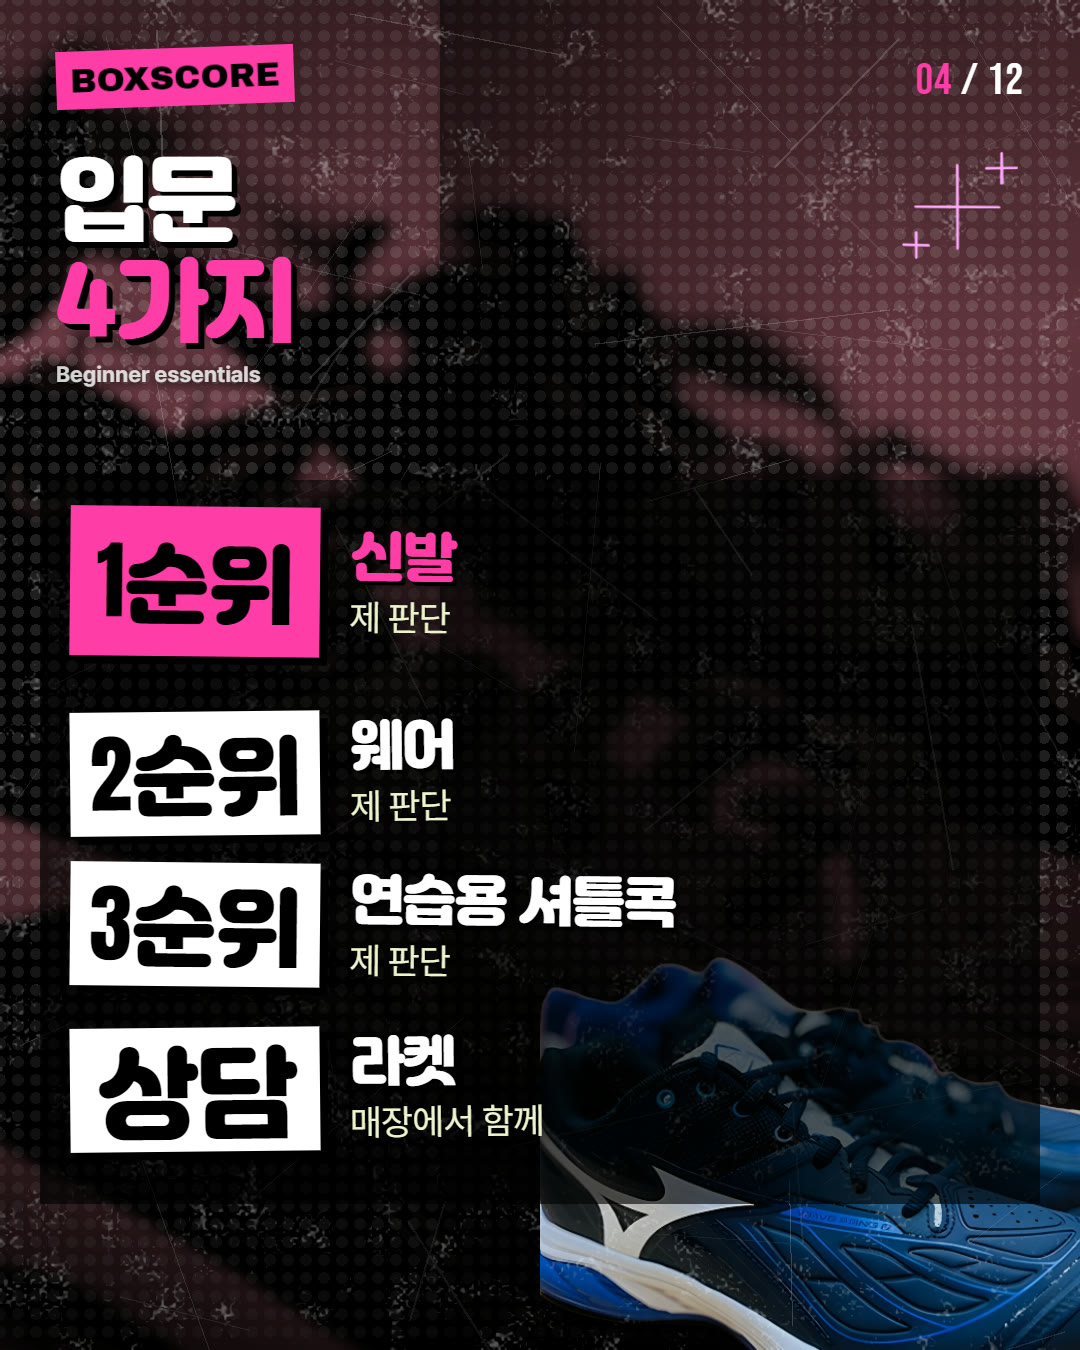 BOXSCORE
04 / 12
입문
4가지
Beginner essentials
1순위
신발
제 판단
2순위
웨어
제 판단
3순위
연습용 셔틀콕
제 판단
상담
라켓
매장에서 함께